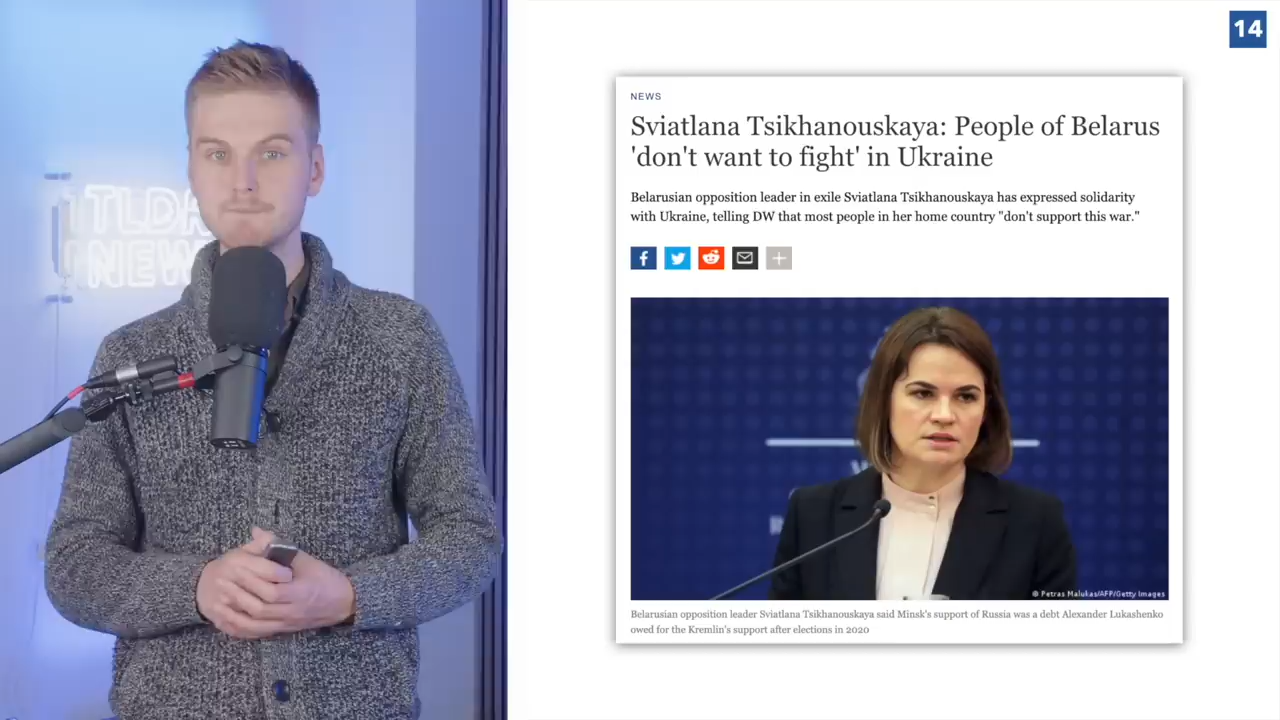 14
TLDR
NEW
NEWS
Sviatlana Tsikhanouskaya: People of Belarus
'don't want to fight' in Ukraine
Belarusian opposition leader in exile Sviatlana Tsikhanouskaya has expressed solidarity
with Ukraine, telling DW that most people in her home country "don't support this war."
© Petras Malukas/AFP/Getty Images
Belarusian opposition leader Sviatlana Tsikhanouskaya said Minsk's support of Russia was a debt Alexander Lukashenko
owed for the Kremlin's support after elections in 2020